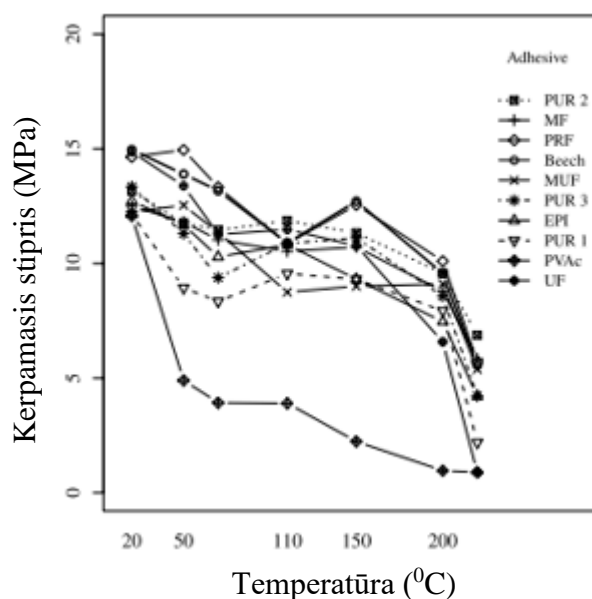 Kerpamasis stipris (MPa)
20
15
10
5
0
Adhesive
PUR 2
MF
PRF
Beech
MUF
PUR 3
EPI
PUR 1
PVAc
UF
20 50 110 150 200
Temperatūra (⁰C)